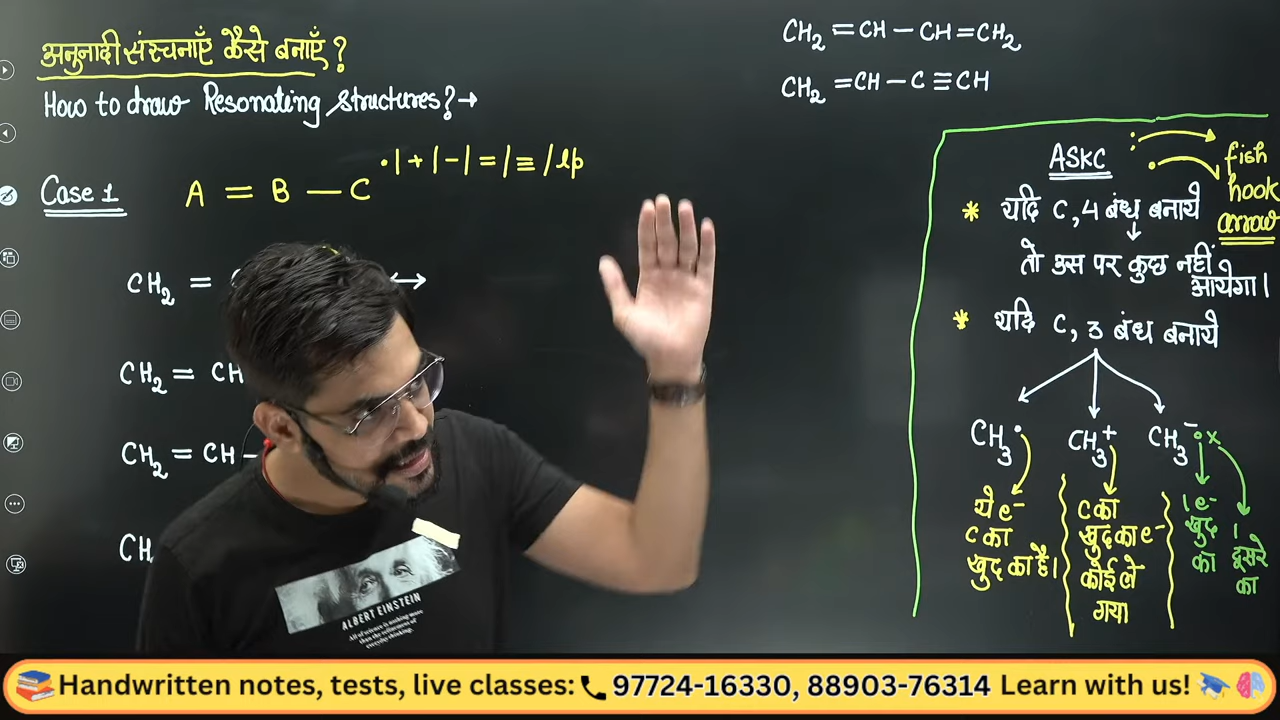 अनुनादी संरचनाएँ कैसे बनाएँ?
How to draw Resonating structures?→
Case 1
A = B — C •|+|-|=|≡|lp
CH₂ =
↔
CH₂ = CH
CH₂ = CH -
CH
CH₂ = CH — CH = CH₂
CH₂ = CH — C ≡ CH
ASKC
fish
hook
arrow
* यदि C, 4 बंध बनाये
तो उस पर कुछ नहीं
आयेगा।
* यदि C, 3 बंध बनाये
CH₃• CH₃⁺ CH₃⁻ •×
ये e⁻
C का
खुद का है।
C का
खुद का e⁻
कोई ले
गया
1 e⁻
खुद
का
1
दूसरे
का
ALBERT EINSTEIN
Handwritten notes, tests, live classes: 97724-16330, 88903-76314 Learn with us!